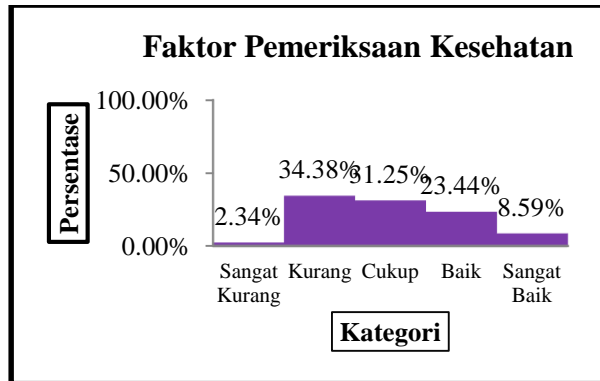 Faktor Pemeriksaan Kesehatan
Persentase
100.00%
50.00%
0.00%
2.34%
34.38%
31.25%
23.44%
8.59%
Sangat Kurang
Kurang
Cukup
Baik
Sangat Baik
Kategori